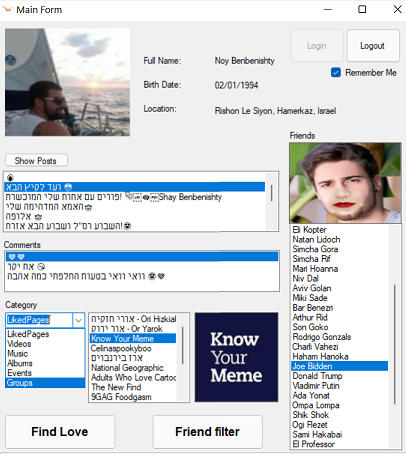 Main Form
Login
Logout
Remember Me
Full Name:
Noy Benbenishty
Birth Date:
02/01/1994
Location:
Rishon Le Siyon, Hamerkaz, Israel
Friends
Show Posts
ועד לקיץ הבא
פורים עם אחות שלי המוכשרת! Shay Benbenishty
האמא המדהימה שלי
אלופה
השבוע רס"ל ושבוע הבא אזרח!
Comments
אח יקר
וואי וואי בטעות החלפתי כמה אהבה
Category
LikedPages
LikedPages
Videos
Music
Albums
Events
Groups
אורי חזקיה - Ori Hizkial
אור ירוק - Or Yarok
Know Your Meme
Celinaspookyboo
ארז בירנבוים
National Geographic
Adults Who Love Cartoo
The New Find
9GAG Foodgasm
Know
Your
Meme
Eli Kopter
Natan Lidoch
Simcha Gora
Simcha Rif
Mari Hoanna
Niv Dal
Aviv Golan
Miki Sade
Bar Benezri
Arthur Rid
Son Goko
Rodrigo Gonzals
Charli Vahezi
Haham Hanoka
Joe Bidden
Donald Trump
Vladimir Putin
Ada Yonat
Ompa Lompa
Shik Shok
Ogi Rezet
Sami Hakabai
El Professor
Find Love
Friend filter